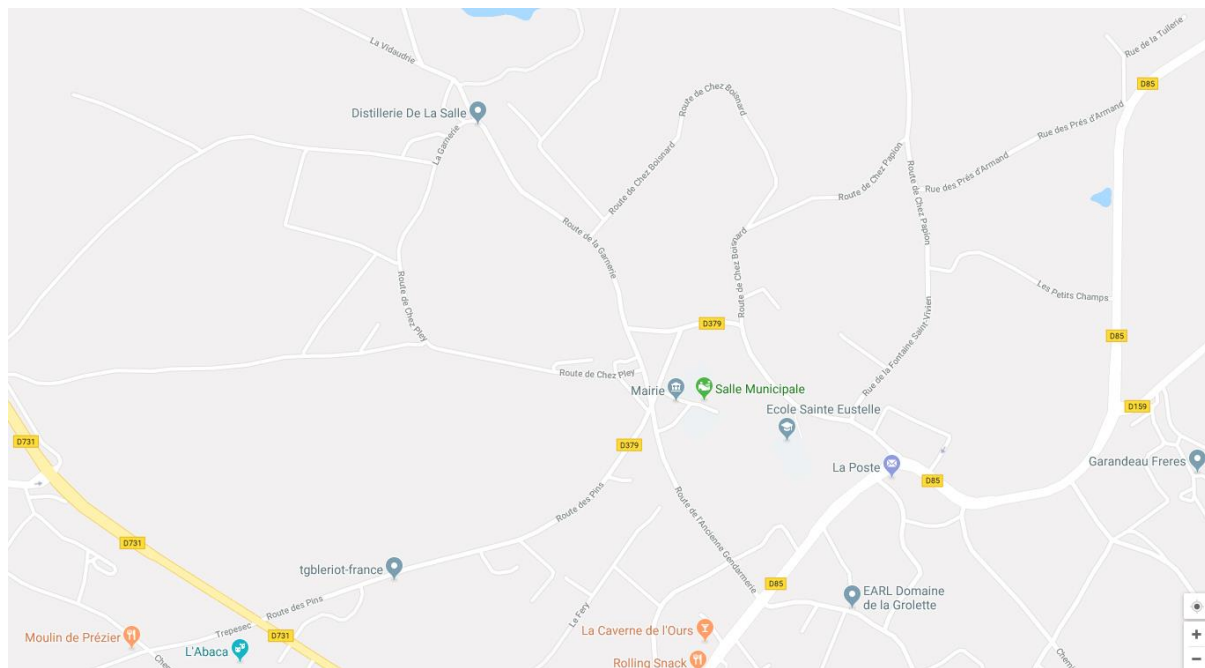 Rue de la Tuilerie
La Vidaudrie
D85
Distillerie De La Salle
Route de Chez Boisnard
Rue des Prés d'Armand
La Garnerie
Route de Chez Boisnard
Route de Chez Papion
Rue des Prés d'Armand
Route de Chez Papion
Route de la Garnerie
Route de Chez Boisnard
Les Petits Champs
Route de Chez Pley
D379
D85
Rue de la Fontaine Saint-Vivien
Route de Chez Pley
Mairie
Salle Municipale
Ecole Sainte Eustelle
D159
D731
D379
La Poste
Garandeau Freres
D85
Route des Pins
Route de l'Ancienne Gendarmerie
D731
tgbleriot-france
D85
EARL Domaine
de la Grolette
Route des Pins
Le Fery
Trepesec
D731
La Caverne de l'Ours
Moulin de Prézier
L'Abaca
Rolling Snack